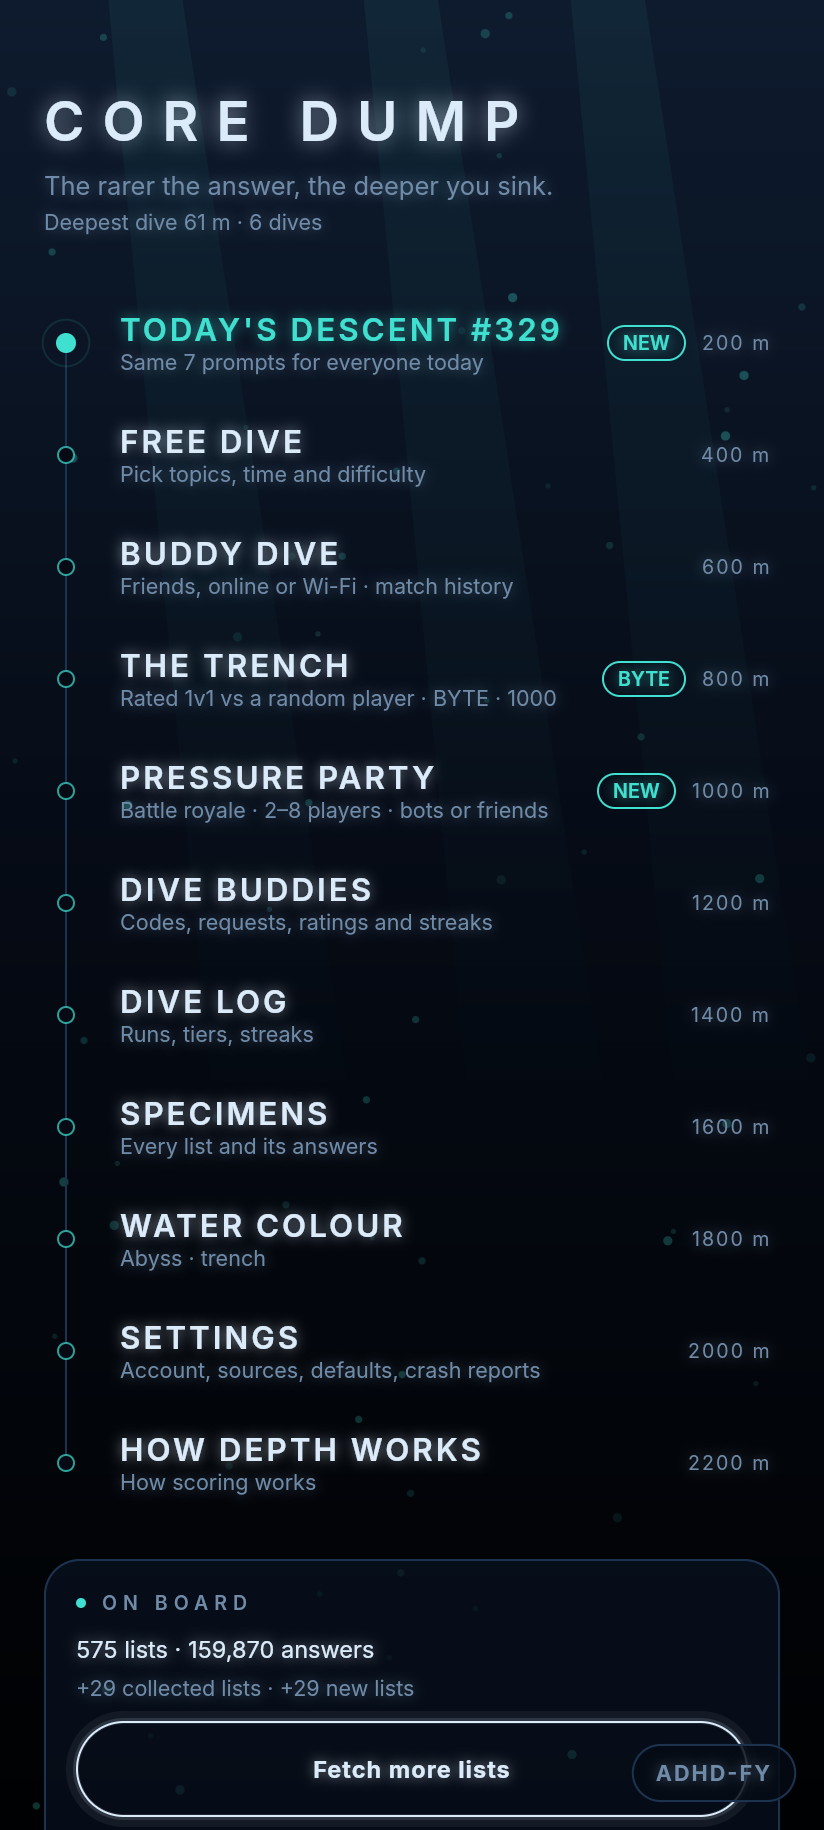 CORE DUMP
The rarer the answer, the deeper you sink.
Deepest dive 61 m · 6 dives
TODAY'S DESCENT #329
Same 7 prompts for everyone today
NEW 200 m
FREE DIVE
Pick topics, time and difficulty
400 m
BUDDY DIVE
Friends, online or Wi-Fi · match history
600 m
THE TRENCH
Rated 1v1 vs a random player · BYTE · 1000
BYTE 800 m
PRESSURE PARTY
Battle royale · 2–8 players · bots or friends
NEW 1000 m
DIVE BUDDIES
Codes, requests, ratings and streaks
1200 m
DIVE LOG
Runs, tiers, streaks
1400 m
SPECIMENS
Every list and its answers
1600 m
WATER COLOUR
Abyss · trench
1800 m
SETTINGS
Account, sources, defaults, crash reports
2000 m
HOW DEPTH WORKS
How scoring works
2200 m
ON BOARD
575 lists · 159,870 answers
+29 collected lists · +29 new lists
Fetch more lists
ADHD-FY